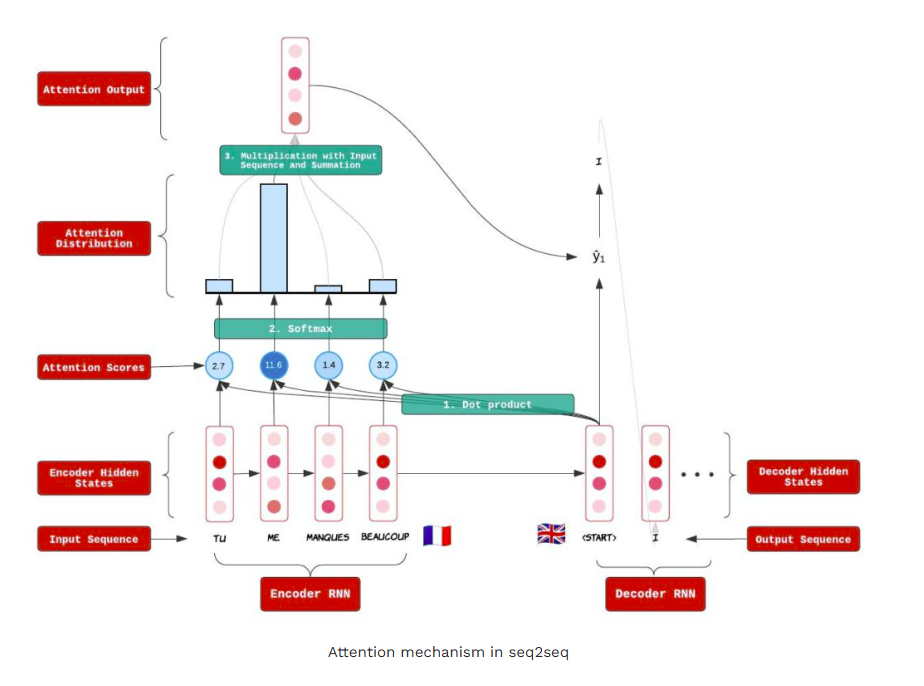 Attention Output
3. Multiplication with Input
Sequence and Summation
I
Attention
Distribution
ŷ₁
2. Softmax
Attention Scores
2.7
11.6
1.4
3.2
1. Dot product
Encoder Hidden
States
Decoder Hidden
States
Input Sequence
TU
ME
MANQUES
BEAUCOUP
<START>
I
Output Sequence
Encoder RNN
Decoder RNN
Attention mechanism in seq2seq